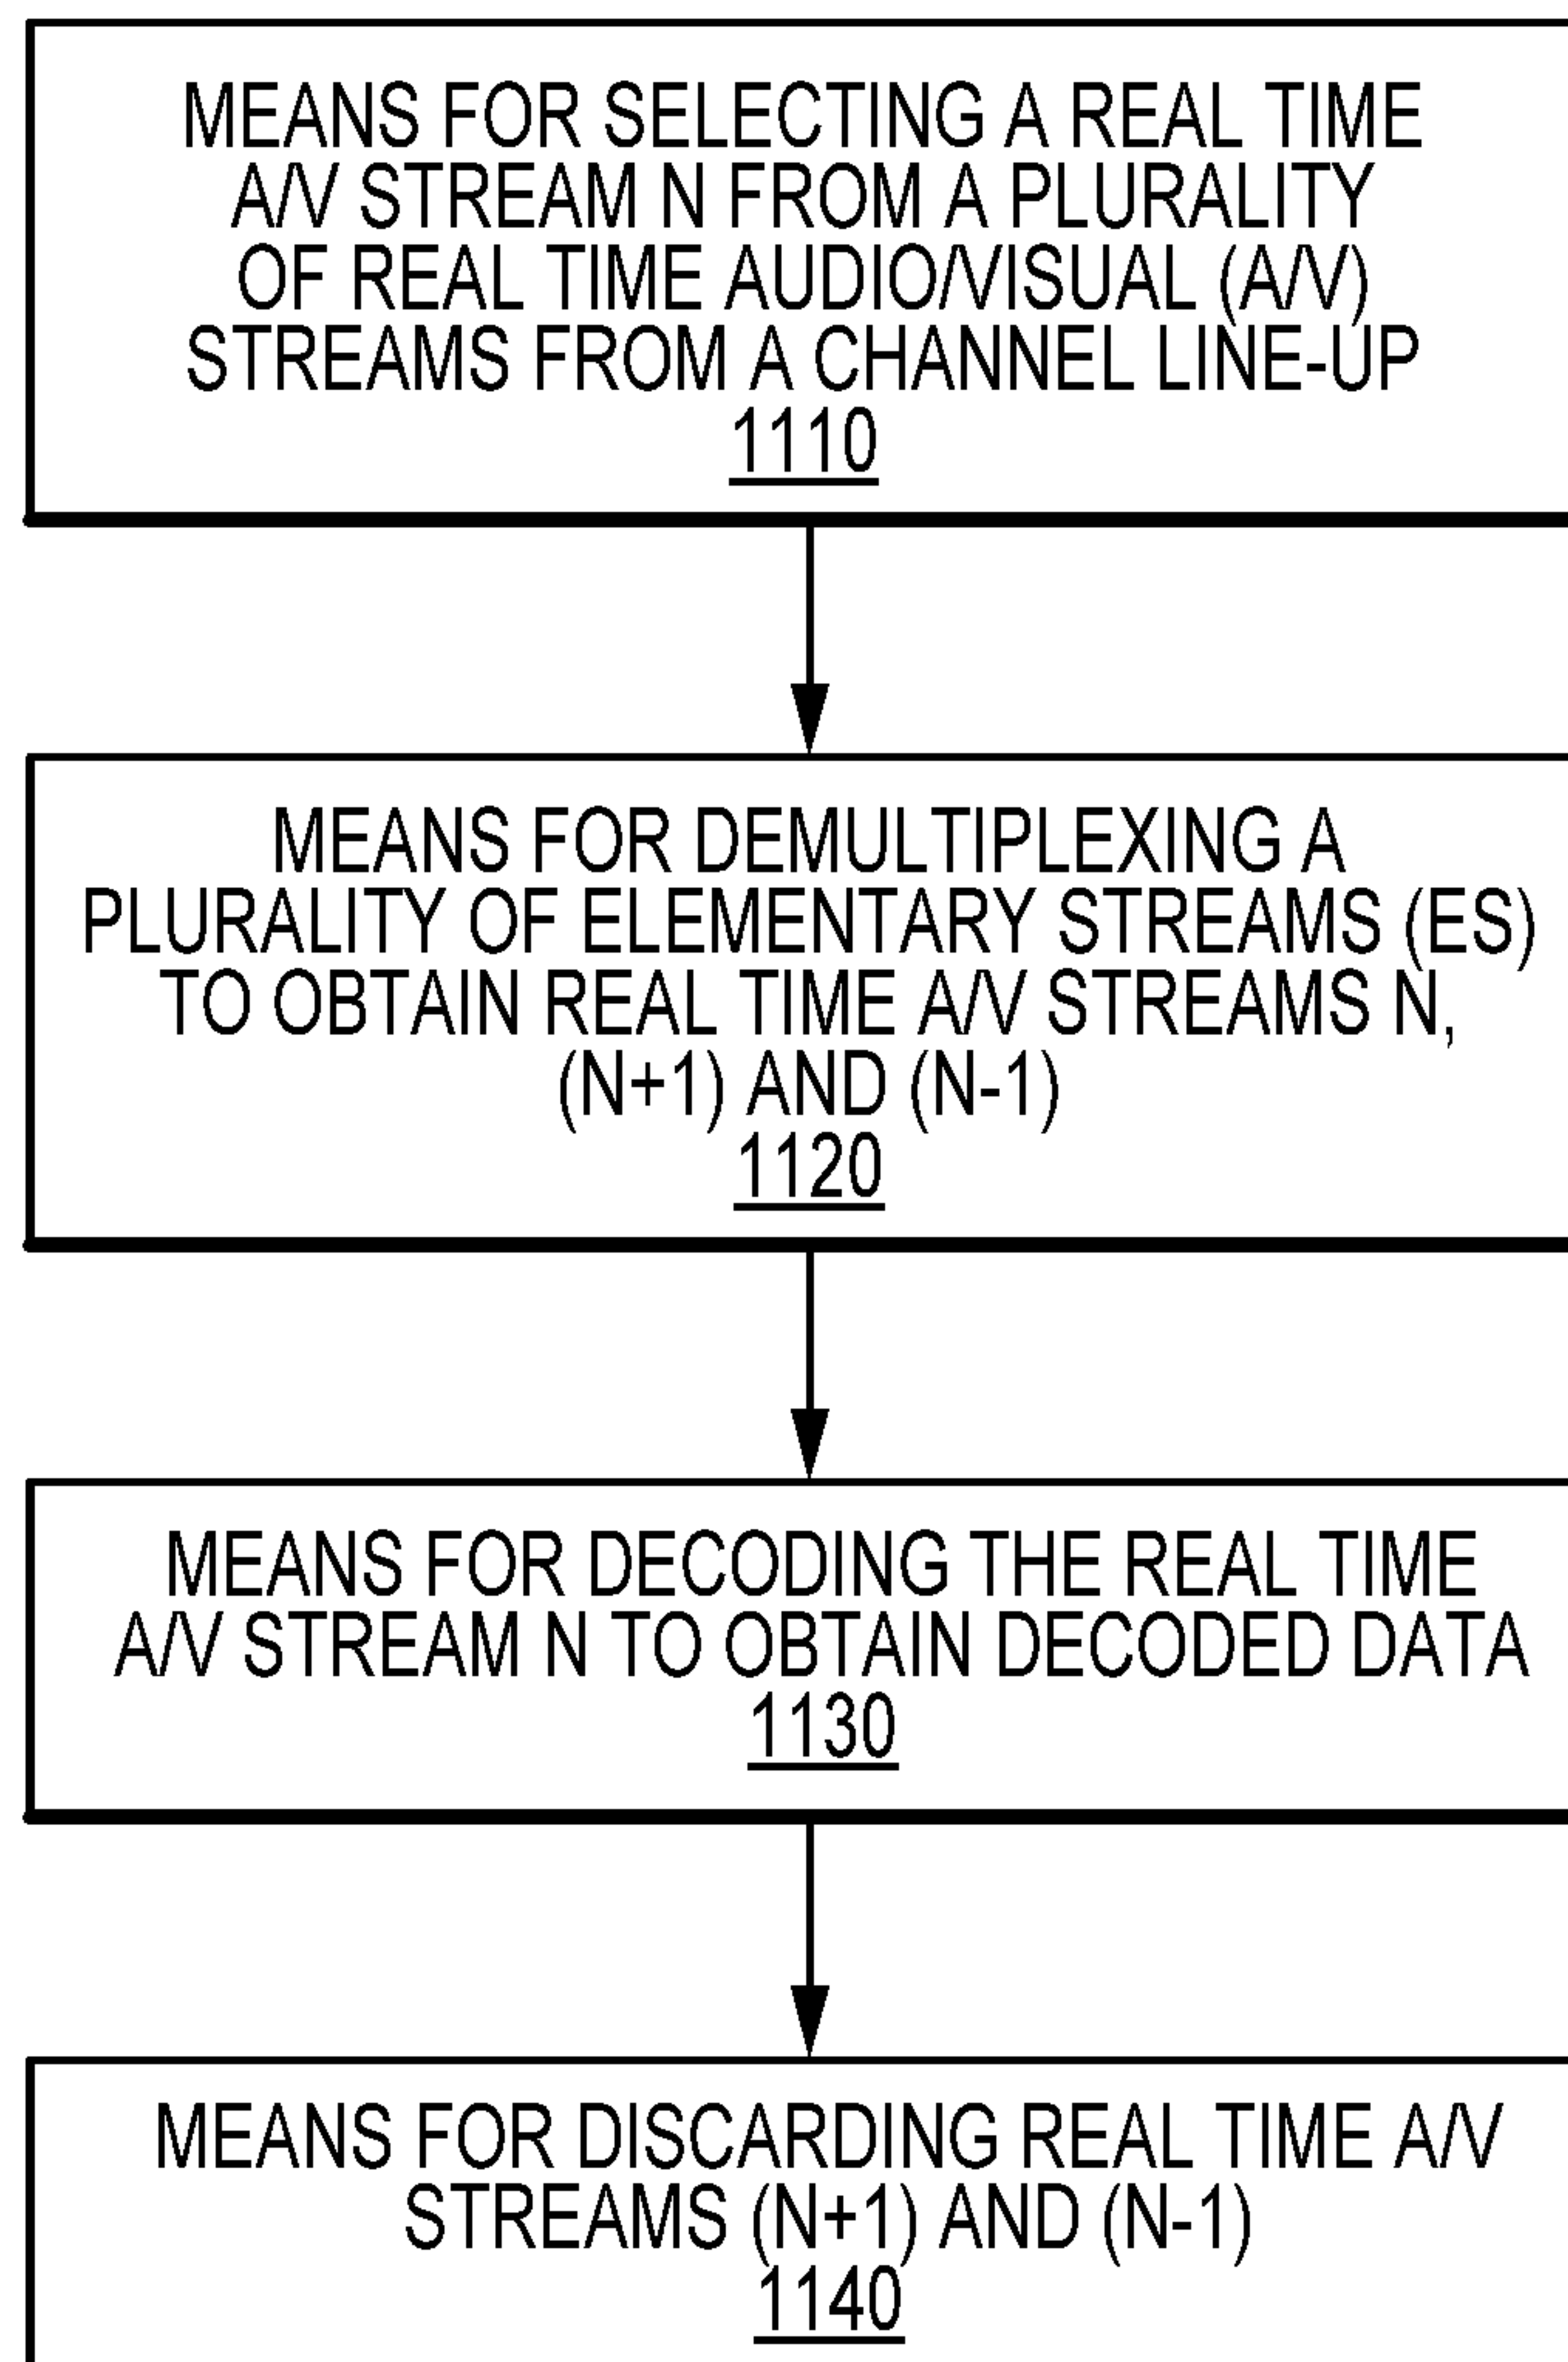 MEANS FOR SELECTING A REAL TIME
A/V STREAM N FROM A PLURALITY
OF REAL TIME AUDIO/VISUAL (A/V)
STREAMS FROM A CHANNEL LINE-UP
1110
MEANS FOR DEMULTIPLEXING A
PLURALITY OF ELEMENTARY STREAMS (ES)
TO OBTAIN REAL TIME A/V STREAMS N,
(N+1) AND (N-1)
1120
MEANS FOR DECODING THE REAL TIME
A/V STREAM N TO OBTAIN DECODED DATA
1130
MEANS FOR DISCARDING REAL TIME A/V
STREAMS (N+1) AND (N-1)
1140